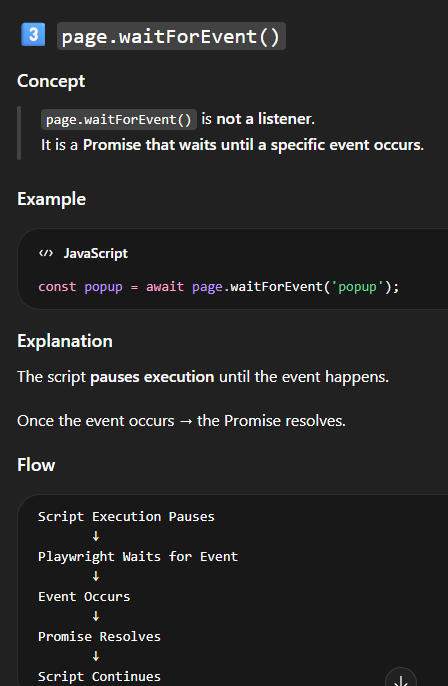 3 page.waitForEvent()
Concept
page.waitForEvent() is not a listener.
It is a Promise that waits until a specific event occurs.
Example
</> JavaScript
const popup = await page.waitForEvent('popup');
Explanation
The script pauses execution until the event happens.
Once the event occurs → the Promise resolves.
Flow
Script Execution Pauses
↓
Playwright Waits for Event
↓
Event Occurs
↓
Promise Resolves
↓
Script Continues